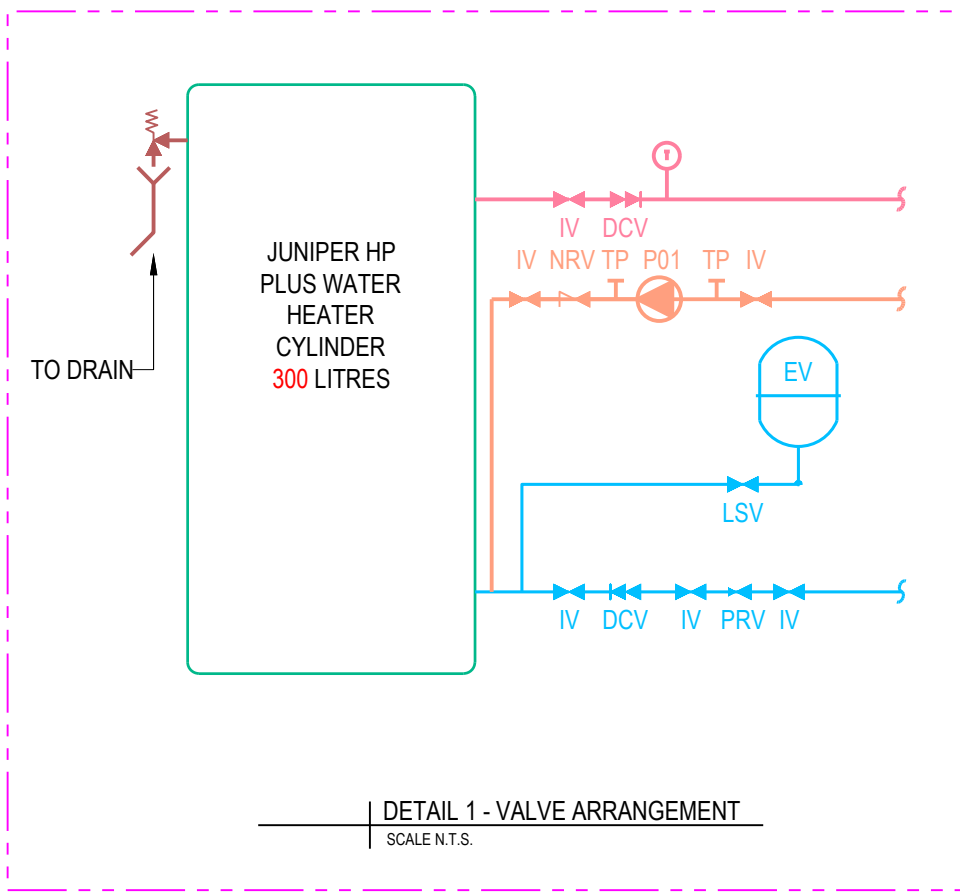 JUNIPER HP
PLUS WATER
HEATER
CYLINDER
300 LITRES
TO DRAIN
IV DCV
IV NRV TP P01 TP IV
EV
LSV
IV DCV IV PRV IV
DETAIL 1 - VALVE ARRANGEMENT
SCALE N.T.S.